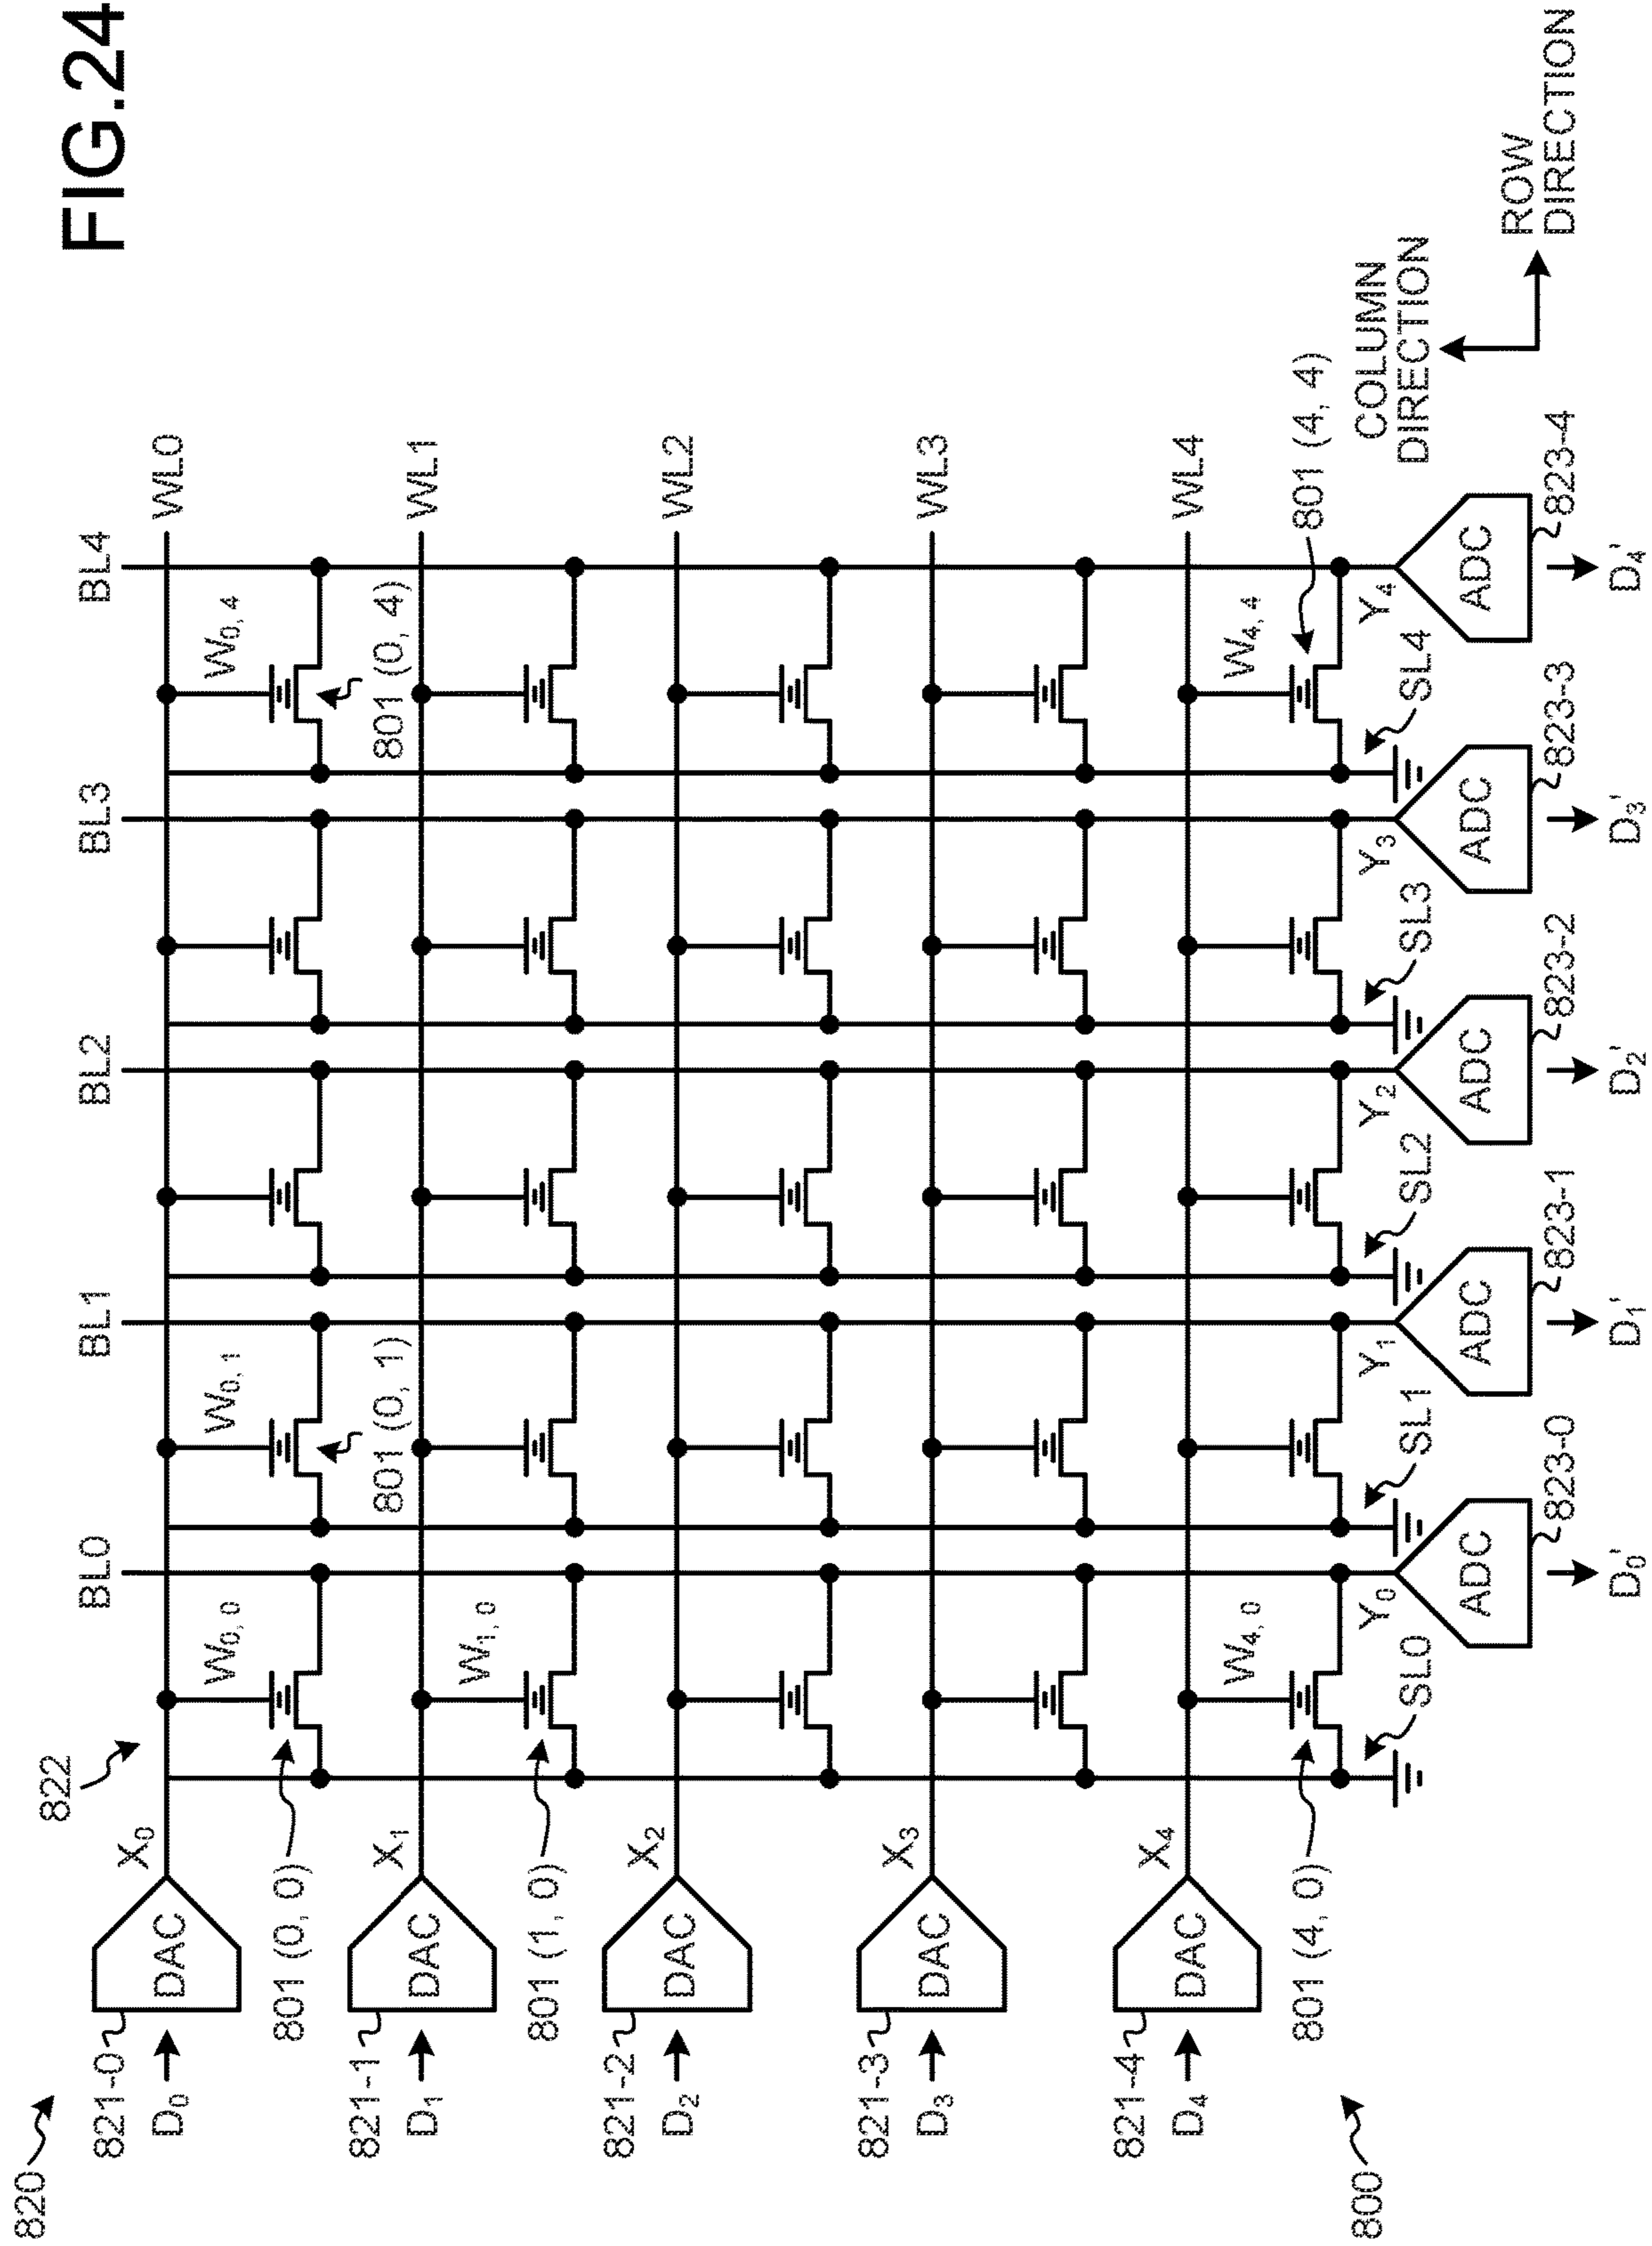 FIG.24
820
822
BL0
BL1
BL2
BL3
BL4
821-0
D₀
DAC
X₀
WL0
W₀,₀
W₀,₁
W₀,₄
801 (0, 0)
801 (0, 1)
801 (0, 4)
821-1
D₁
DAC
X₁
WL1
W₁,₀
801 (1, 0)
821-2
D₂
DAC
X₂
WL2
821-3
D₃
DAC
X₃
WL3
821-4
D₄
DAC
X₄
WL4
W₄,₀
W₄,₄
801 (4, 0)
801 (4, 4)
800
SL0
Y₀
SL1
Y₁
SL2
Y₂
SL3
Y₃
SL4
Y₄
ADC
ADC
ADC
ADC
ADC
823-0
823-1
823-2
823-3
823-4
D₀'
D₁'
D₂'
D₃'
D₄'
COLUMN
DIRECTION
ROW
DIRECTION